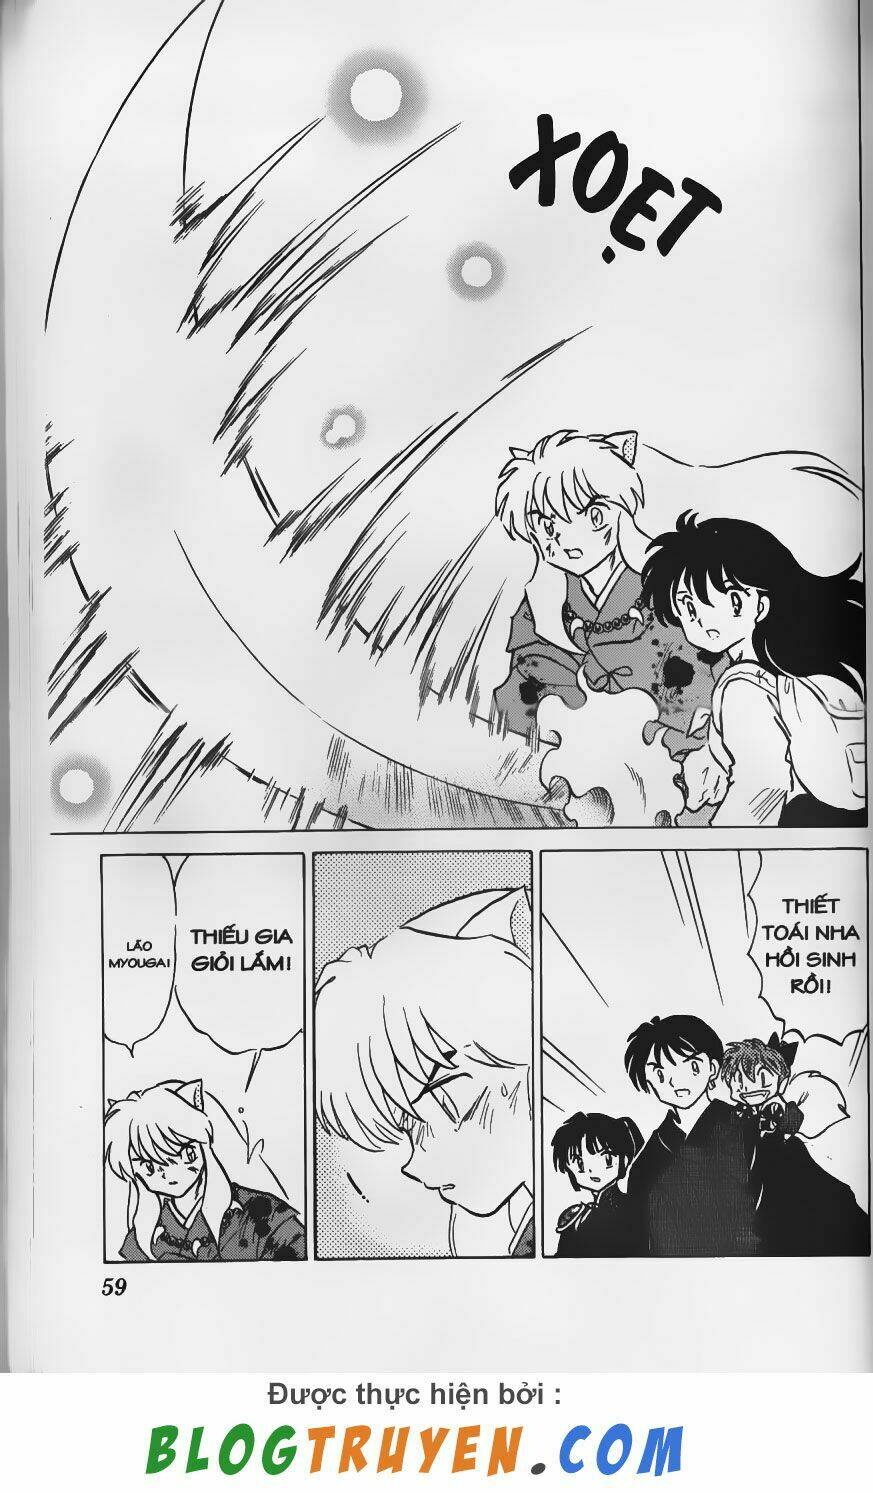 XOẸT
THIẾT
TOÁI NHA
HỒI SINH
RỒI!
THIẾU GIA
GIỎI LẮM!
LÃO
MYOUGA!
59
Được thực hiện bởi :
BLOGTRUYEN.COM